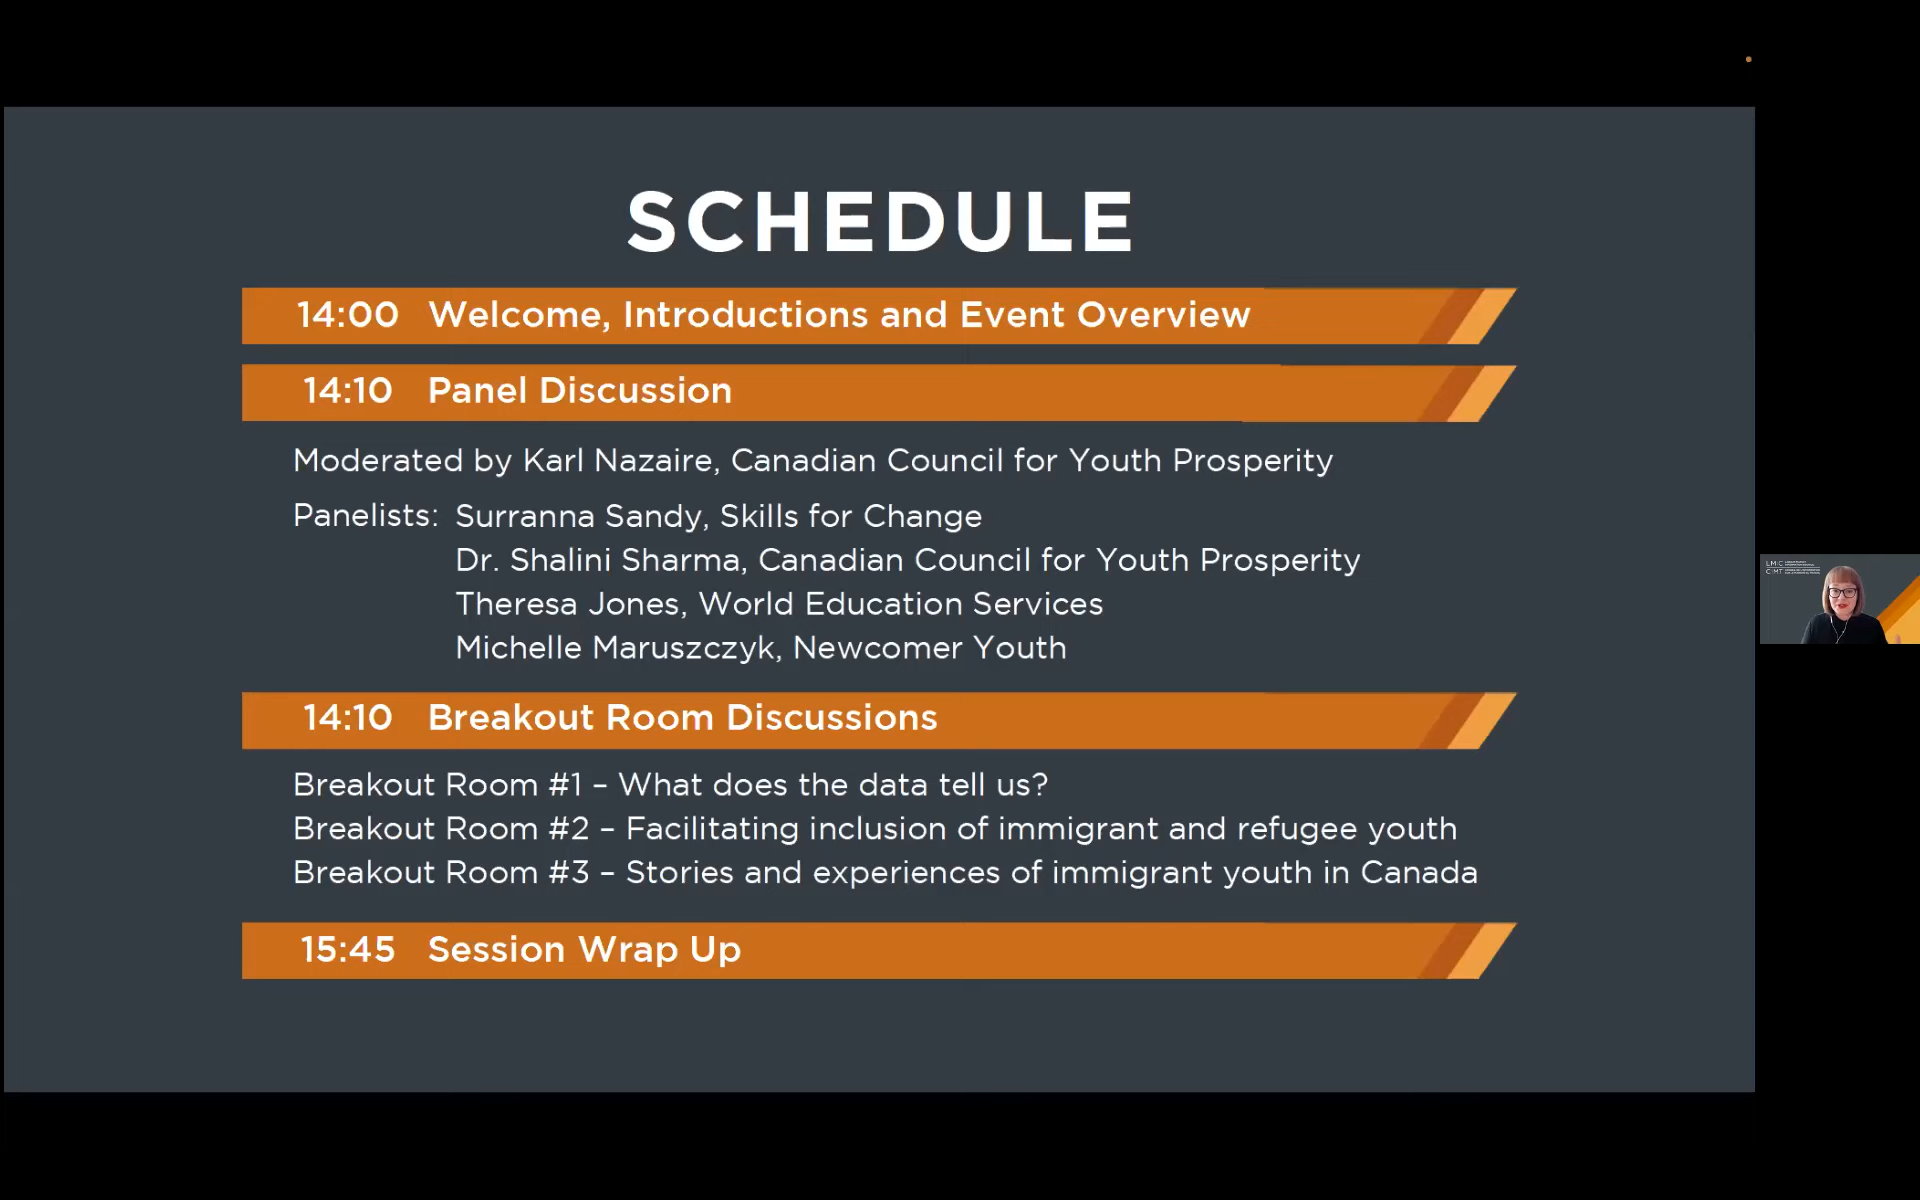 SCHEDULE
14:00 Welcome, Introductions and Event Overview
14:10 Panel Discussion
Moderated by Karl Nazaire, Canadian Council for Youth Prosperity
Panelists: Surranna Sandy, Skills for Change
Dr. Shalini Sharma, Canadian Council for Youth Prosperity
Theresa Jones, World Education Services
Michelle Maruszczyk, Newcomer Youth
14:10 Breakout Room Discussions
Breakout Room #1 – What does the data tell us?
Breakout Room #2 – Facilitating inclusion of immigrant and refugee youth
Breakout Room #3 – Stories and experiences of immigrant youth in Canada
15:45 Session Wrap Up